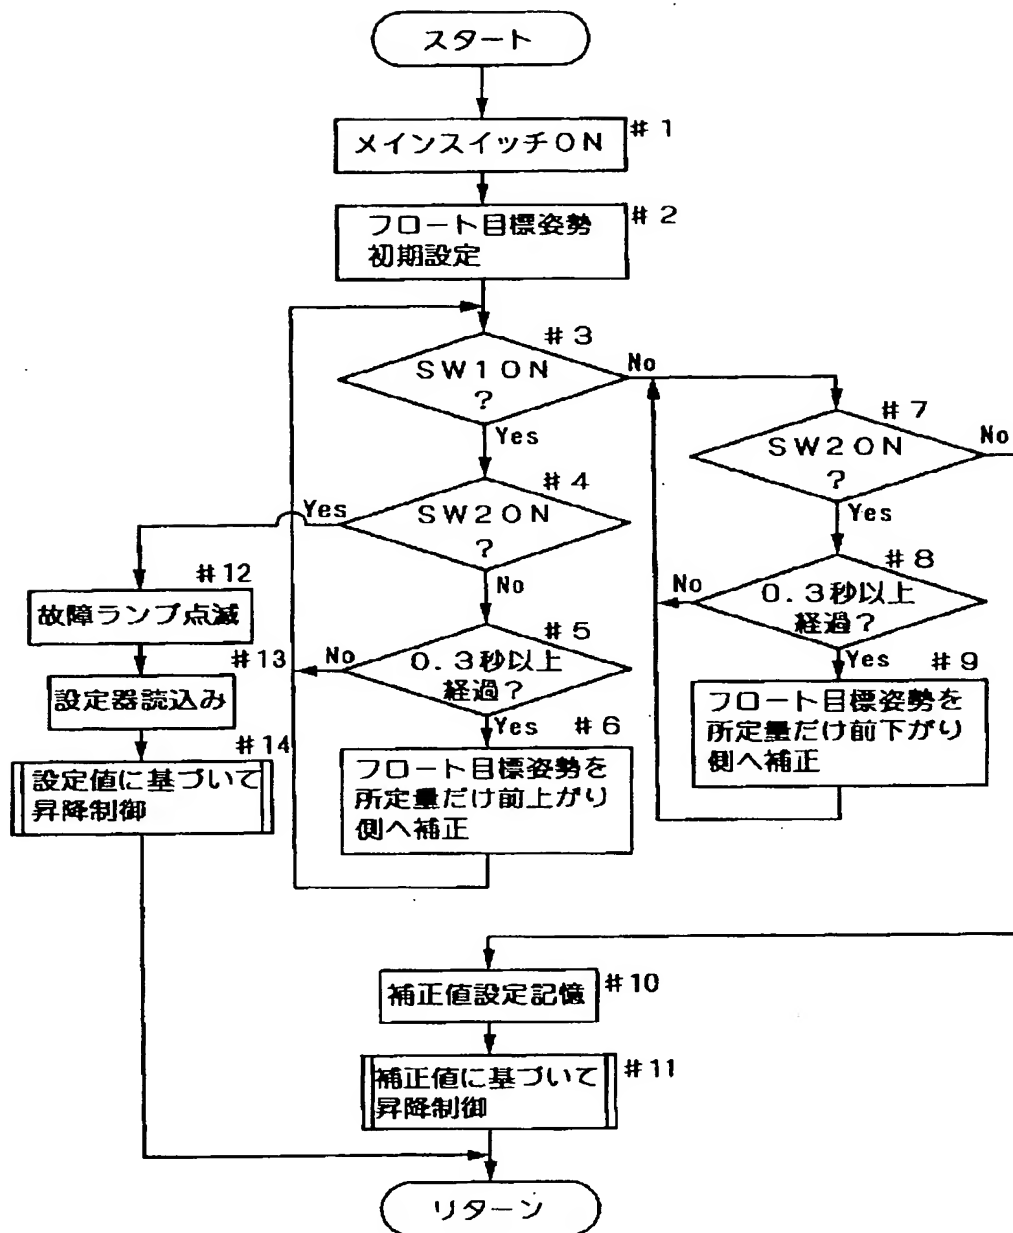 スタート
メインスイッチON
#1
フロート目標姿勢
初期設定
#2
#3
SW1ON
?
No
Yes
#7
SW2ON
?
No
Yes
#4
SW2ON
?
Yes
No
#8
0.3秒以上
経過?
No
Yes
#12
故障ランプ点滅
#5
0.3秒以上
経過?
No
Yes
#13
設定器読込み
#9
フロート目標姿勢を
所定量だけ前下がり
側へ補正
#6
フロート目標姿勢を
所定量だけ前上がり
側へ補正
#14
設定値に基づいて
昇降制御
補正値設定記憶
#10
補正値に基づいて
昇降制御
#11
リターン